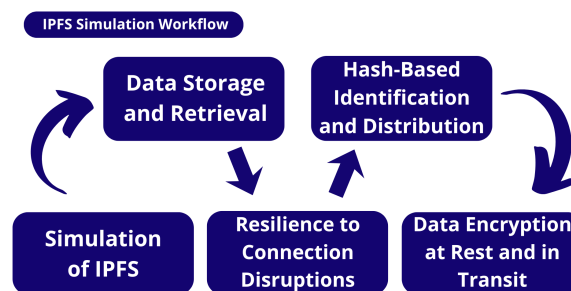 IPFS Simulation Workflow
Data Storage
and Retrieval
Hash-Based
Identification
and Distribution
Simulation
of IPFS
Resilience to
Connection
Disruptions
Data Encryption
at Rest and in
Transit